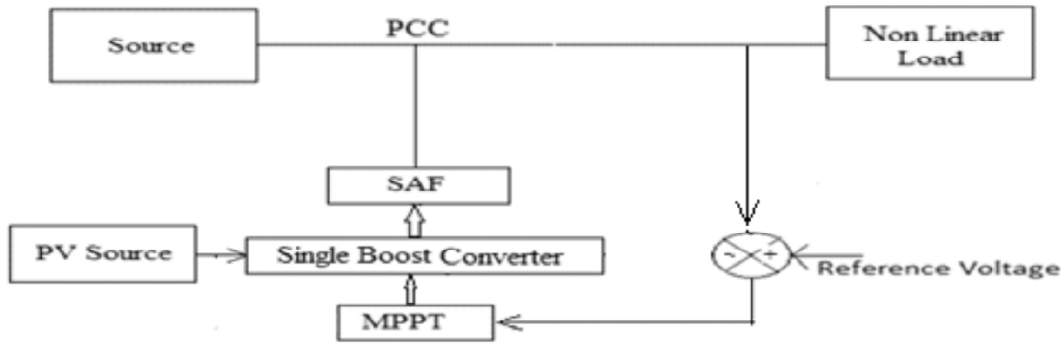 Source
PCC
Non Linear
Load
SAF
PV Source
Single Boost Converter
- +
Reference Voltage
MPPT